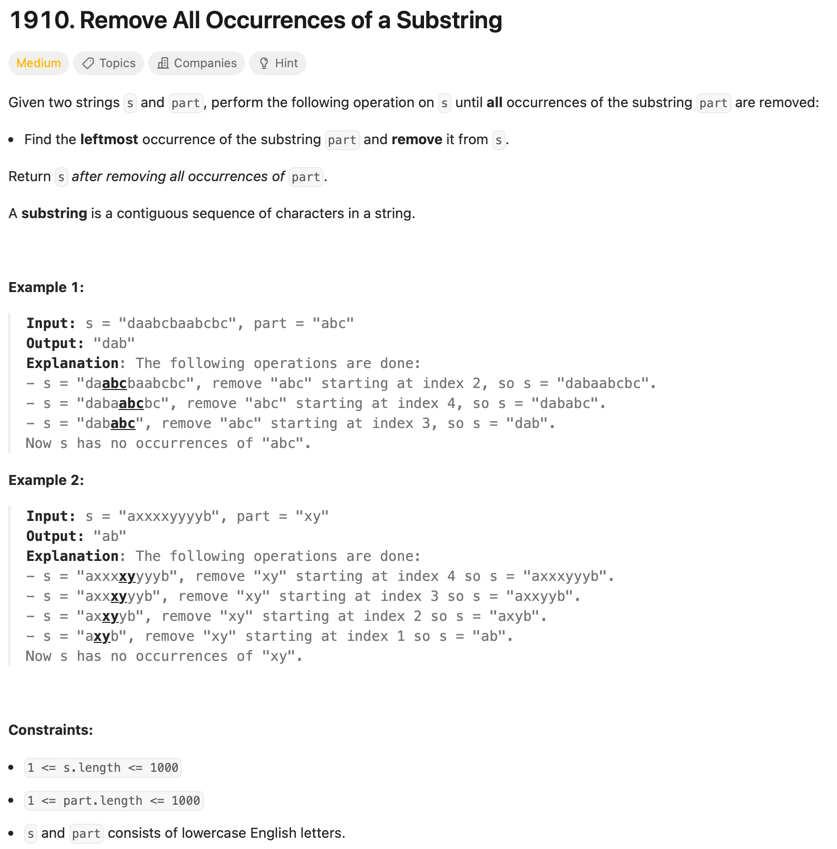 1910. Remove All Occurrences of a Substring
Medium Topics Companies Hint
Given two strings s and part, perform the following operation on s until all occurrences of the substring part are removed:
• Find the leftmost occurrence of the substring part and remove it from s.
Return s after removing all occurrences of part.
A substring is a contiguous sequence of characters in a string.
Example 1:
Input: s = "daabcbaabcbc", part = "abc"
Output: "dab"
Explanation: The following operations are done:
- s = "daabcbaabcbc", remove "abc" starting at index 2, so s = "dabaabcbc".
- s = "dabaabcbc", remove "abc" starting at index 4, so s = "dababc".
- s = "dababc", remove "abc" starting at index 3, so s = "dab".
Now s has no occurrences of "abc".
Example 2:
Input: s = "axxxxyyyyb", part = "xy"
Output: "ab"
Explanation: The following operations are done:
- s = "axxxxyyyyb", remove "xy" starting at index 4 so s = "axxxyyyb".
- s = "axxxyyyb", remove "xy" starting at index 3 so s = "axxyyb".
- s = "axxyyb", remove "xy" starting at index 2 so s = "axyb".
- s = "axyb", remove "xy" starting at index 1 so s = "ab".
Now s has no occurrences of "xy".
Constraints:
• 1 <= s.length <= 1000
• 1 <= part.length <= 1000
• s and part consists of lowercase English letters.